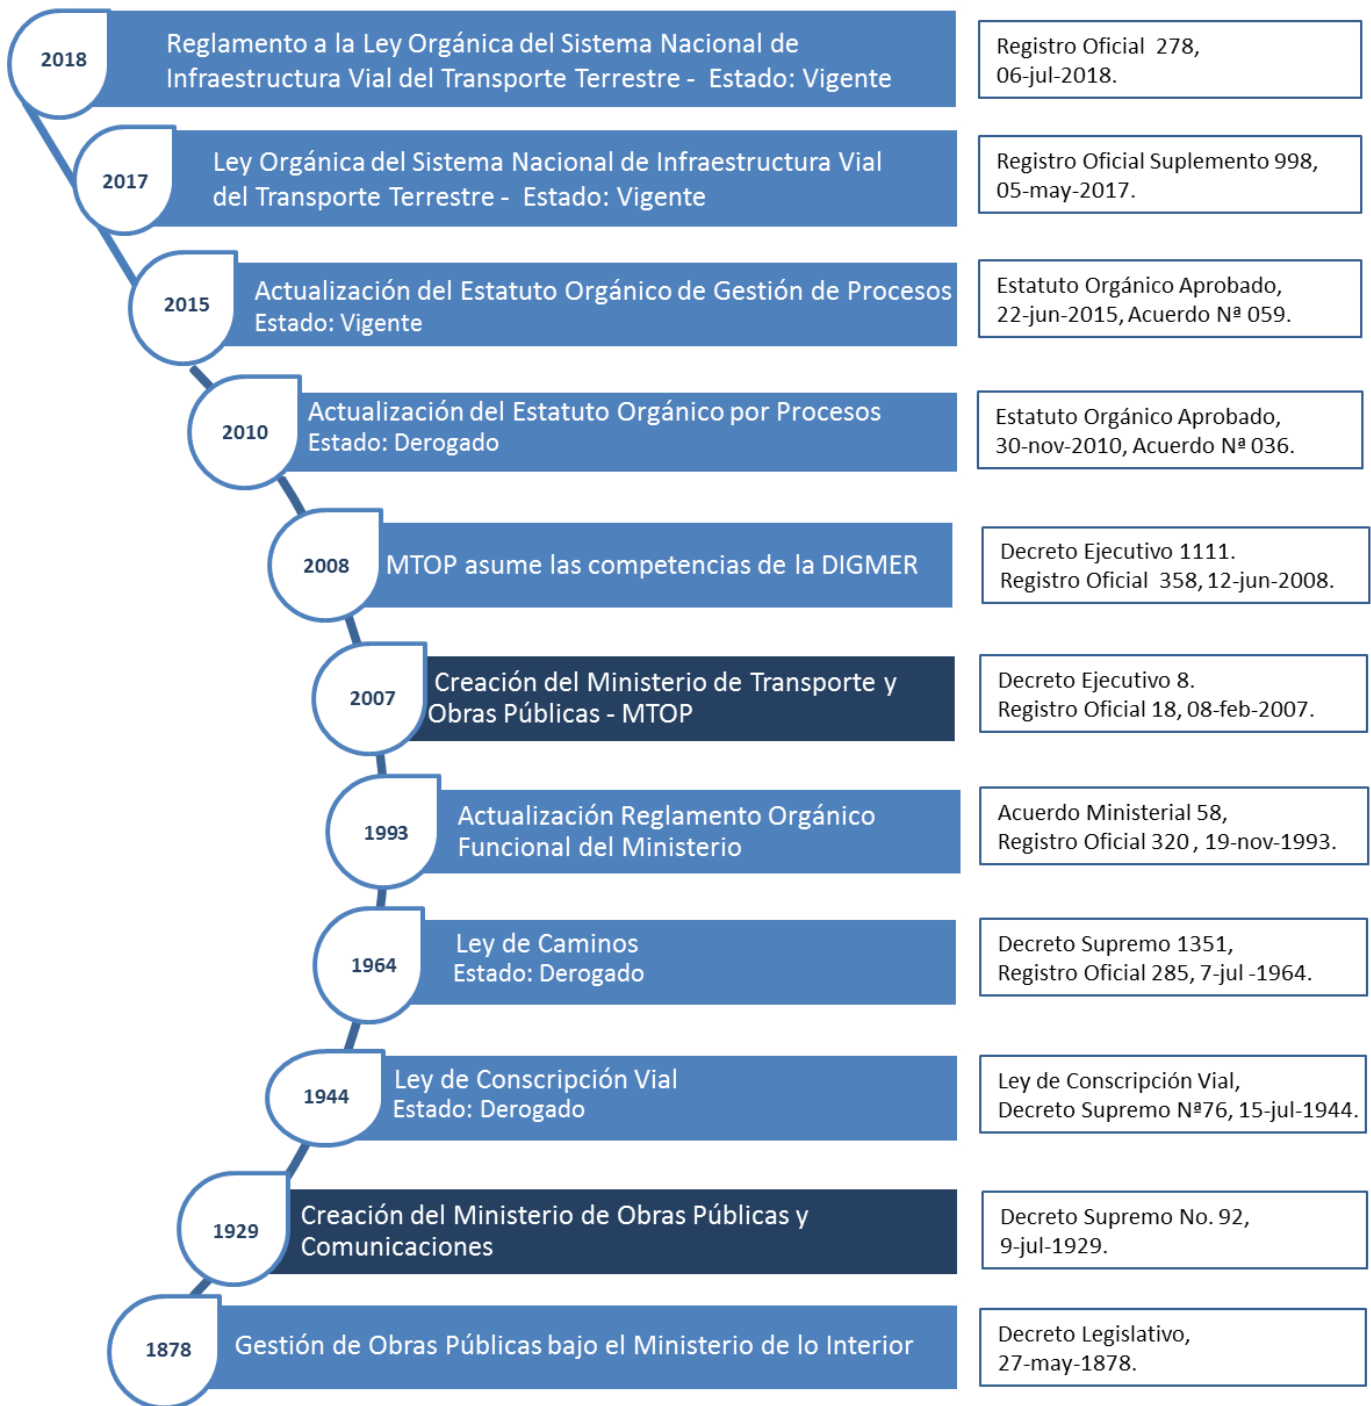 2018
Reglamento a la Ley Orgánica del Sistema Nacional de
Infraestructura Vial del Transporte Terrestre - Estado: Vigente
Registro Oficial 278,
06-jul-2018.
2017
Ley Orgánica del Sistema Nacional de Infraestructura Vial
del Transporte Terrestre - Estado: Vigente
Registro Oficial Suplemento 998,
05-may-2017.
2015
Actualización del Estatuto Orgánico de Gestión de Procesos
Estado: Vigente
Estatuto Orgánico Aprobado,
22-jun-2015, Acuerdo Nª 059.
2010
Actualización del Estatuto Orgánico por Procesos
Estado: Derogado
Estatuto Orgánico Aprobado,
30-nov-2010, Acuerdo Nª 036.
2008
MTOP asume las competencias de la DIGMER
Decreto Ejecutivo 1111.
Registro Oficial 358, 12-jun-2008.
2007
Creación del Ministerio de Transporte y
Obras Públicas - MTOP
Decreto Ejecutivo 8.
Registro Oficial 18, 08-feb-2007.
1993
Actualización Reglamento Orgánico
Funcional del Ministerio
Acuerdo Ministerial 58,
Registro Oficial 320 , 19-nov-1993.
1964
Ley de Caminos
Estado: Derogado
Decreto Supremo 1351,
Registro Oficial 285, 7-jul -1964.
1944
Ley de Conscripción Vial
Estado: Derogado
Ley de Conscripción Vial,
Decreto Supremo Nª76, 15-jul-1944.
1929
Creación del Ministerio de Obras Públicas y
Comunicaciones
Decreto Supremo No. 92,
9-jul-1929.
1878
Gestión de Obras Públicas bajo el Ministerio de lo Interior
Decreto Legislativo,
27-may-1878.